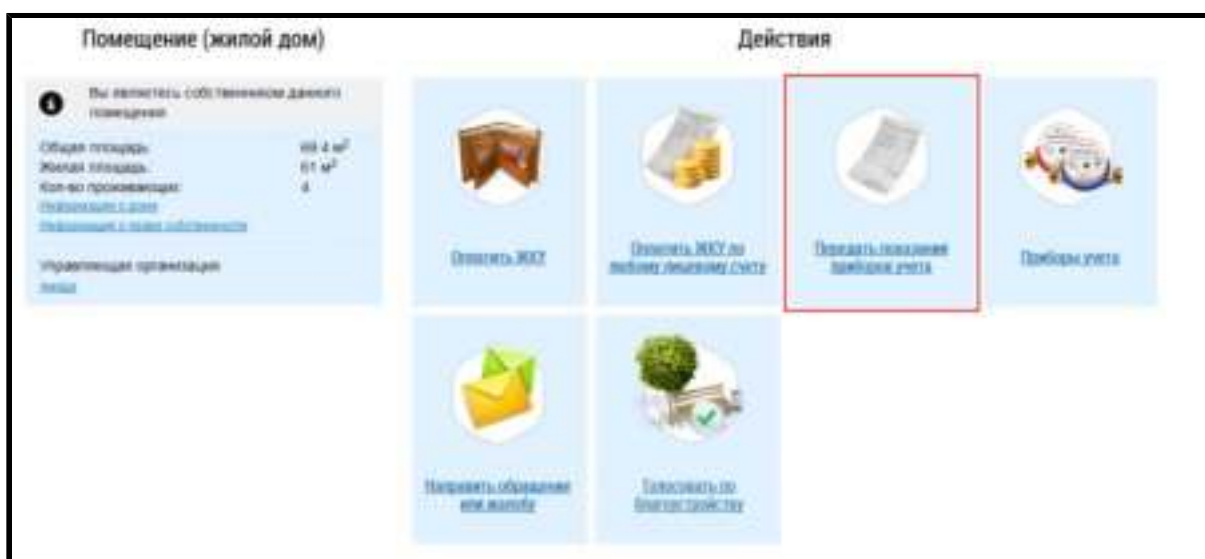 Помещение (жилой дом)
Действия
Вы являетесь собственником данного
помещения
Общая площадь: 69.4 м²
Жилая площадь: 61 м²
Кол-во проживающих: 4
Информация о доме
Информация о праве собственности
Управляющая организация
Оплатить ЖКУ
Оплатить ЖКУ по
любому лицевому счету
Передать показания
приборов учета
Приборы учета
Направить обращение
или жалобу
Голосовать по
благоустройству